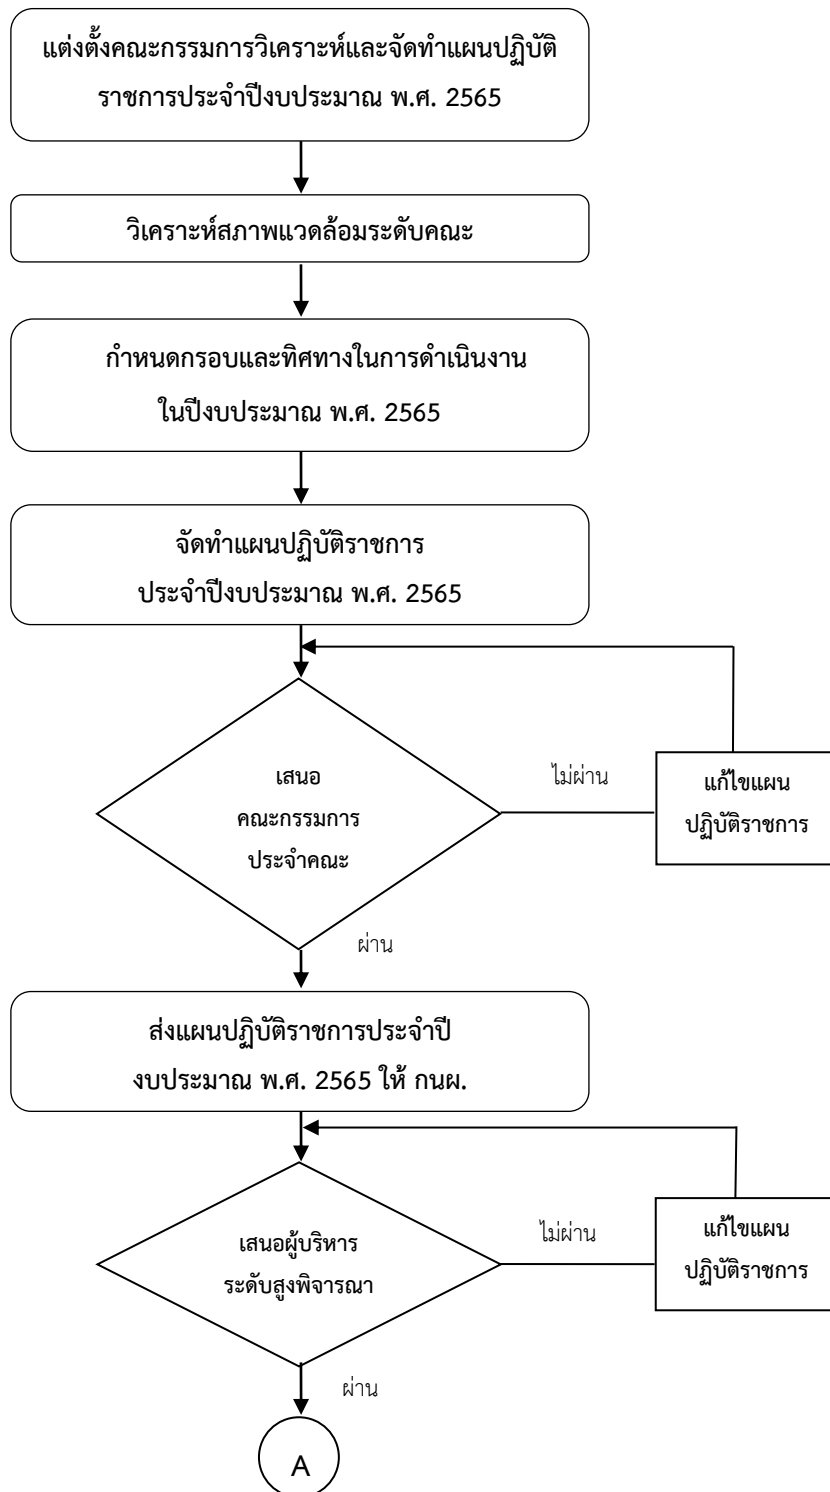 แต่งตั้งคณะกรรมการวิเคราะห์และจัดทำแผนปฏิบัติ
ราชการประจำปีงบประมาณ พ.ศ. 2565
วิเคราะห์สภาพแวดล้อมระดับคณะ
กำหนดกรอบและทิศทางในการดำเนินงาน
ในปีงบประมาณ พ.ศ. 2565
จัดทำแผนปฏิบัติราชการ
ประจำปีงบประมาณ พ.ศ. 2565
เสนอ
คณะกรรมการ
ประจำคณะ
ไม่ผ่าน
แก้ไขแผน
ปฏิบัติราชการ
ผ่าน
ส่งแผนปฏิบัติราชการประจำปี
งบประมาณ พ.ศ. 2565 ให้ กนผ.
เสนอผู้บริหาร
ระดับสูงพิจารณา
ไม่ผ่าน
แก้ไขแผน
ปฏิบัติราชการ
ผ่าน
A